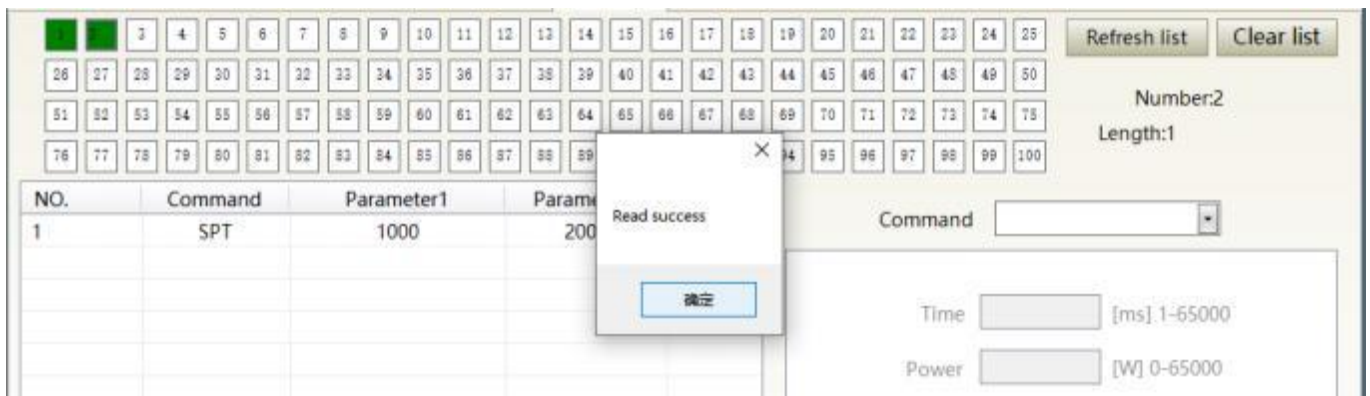 1 2 3 4 5 6 7 8 9 10 11 12 13 14 15 16 17 18 19 20 21 22 23 24 25
Refresh list Clear list
26 27 28 29 30 31 32 33 34 35 36 37 38 39 40 41 42 43 44 45 46 47 48 49 50
Number:2
51 52 53 54 55 56 57 58 59 60 61 62 63 64 65 66 67 68 69 70 71 72 73 74 75
Length:1
76 77 78 79 80 81 82 83 84 85 86 87 88 89 94 95 96 97 98 99 100
NO. Command Parameter1 Parame
1 SPT 1000 200
Read success
确定
Command
Time [ms] 1-65000
Power [W] 0-65000